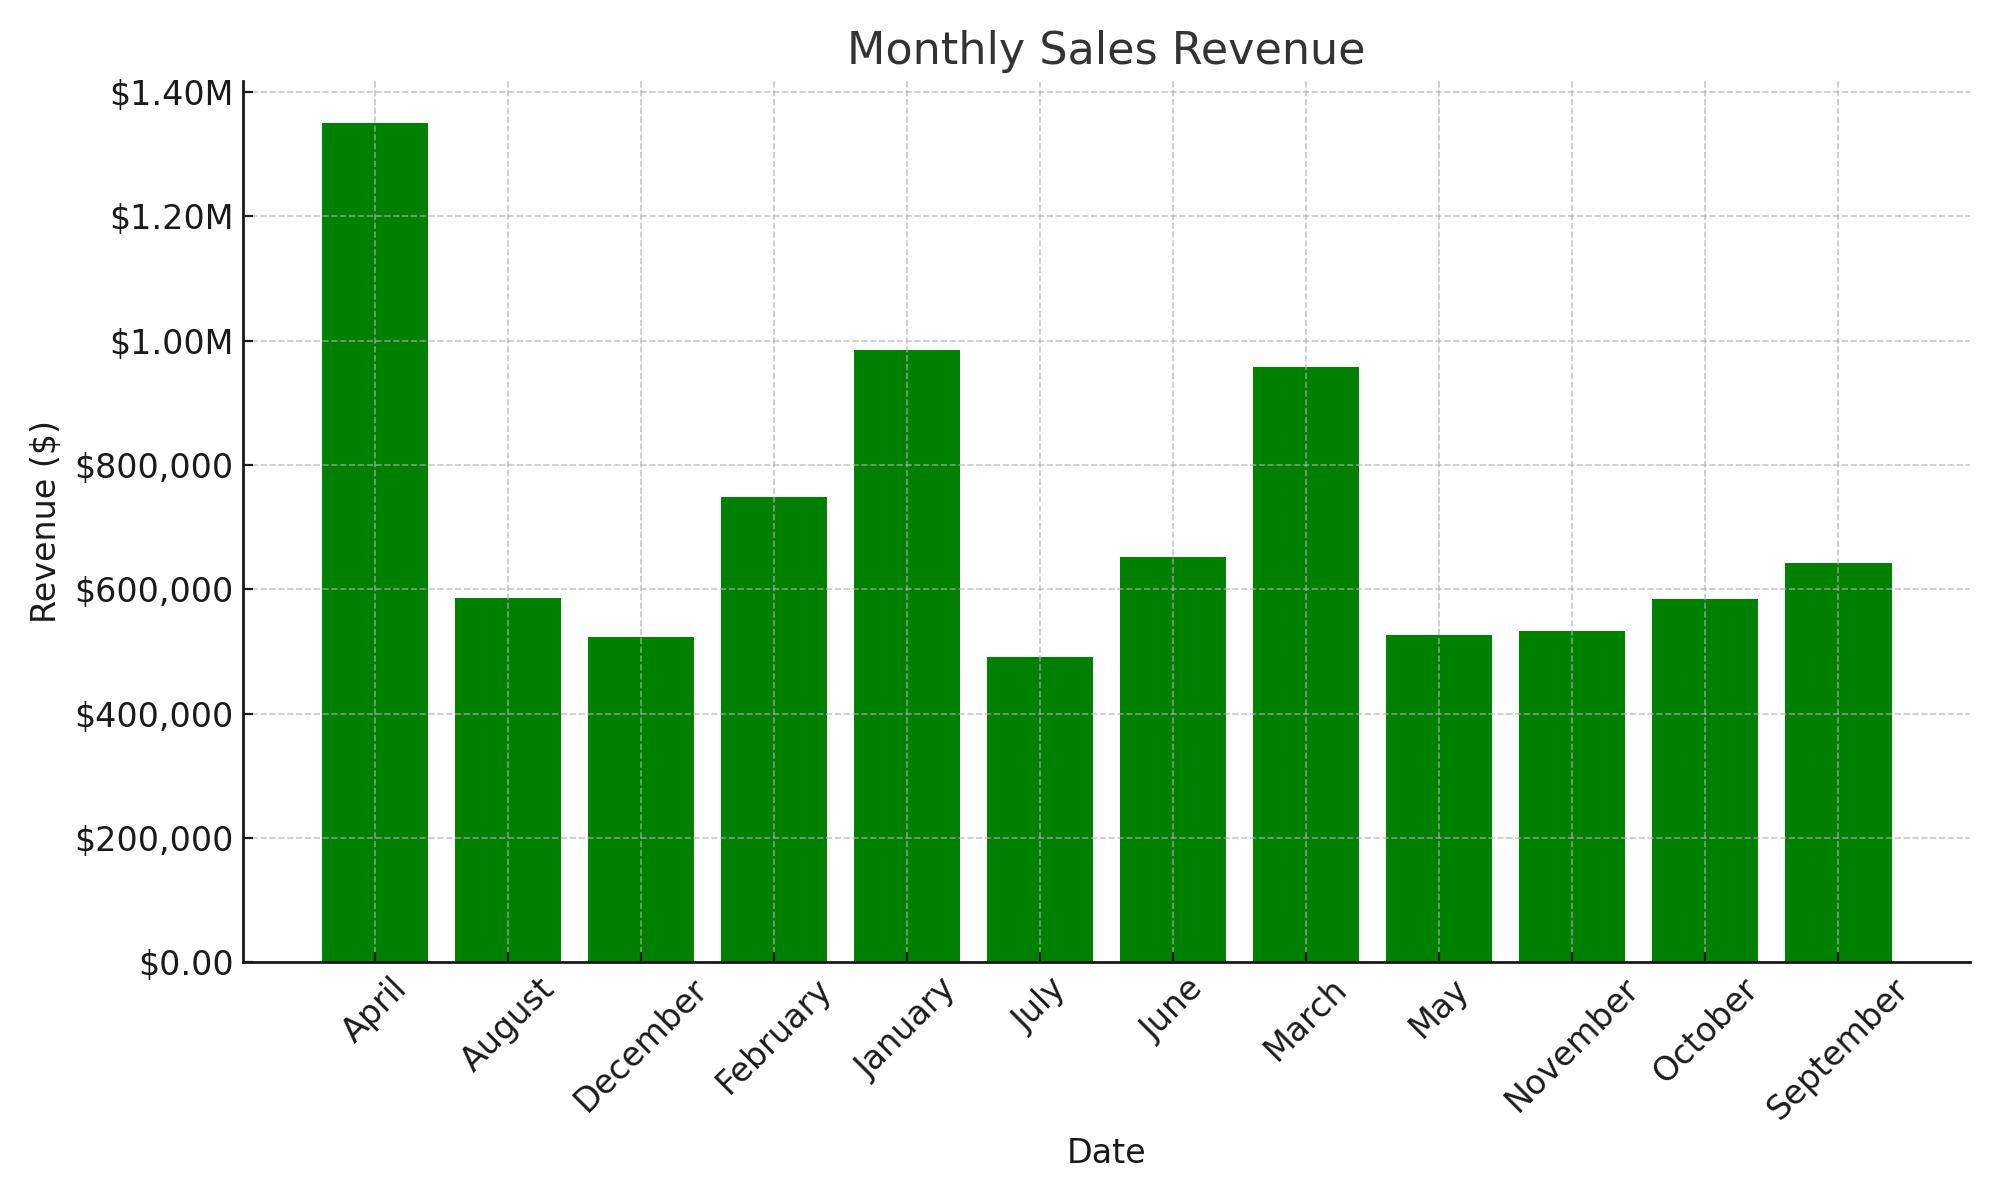 Monthly Sales Revenue
$1.40M
$1.20M
$1.00M
$800,000
$600,000
$400,000
$200,000
$0.00
Revenue ($)
April
August
December
February
January
July
June
March
May
November
October
September
Date